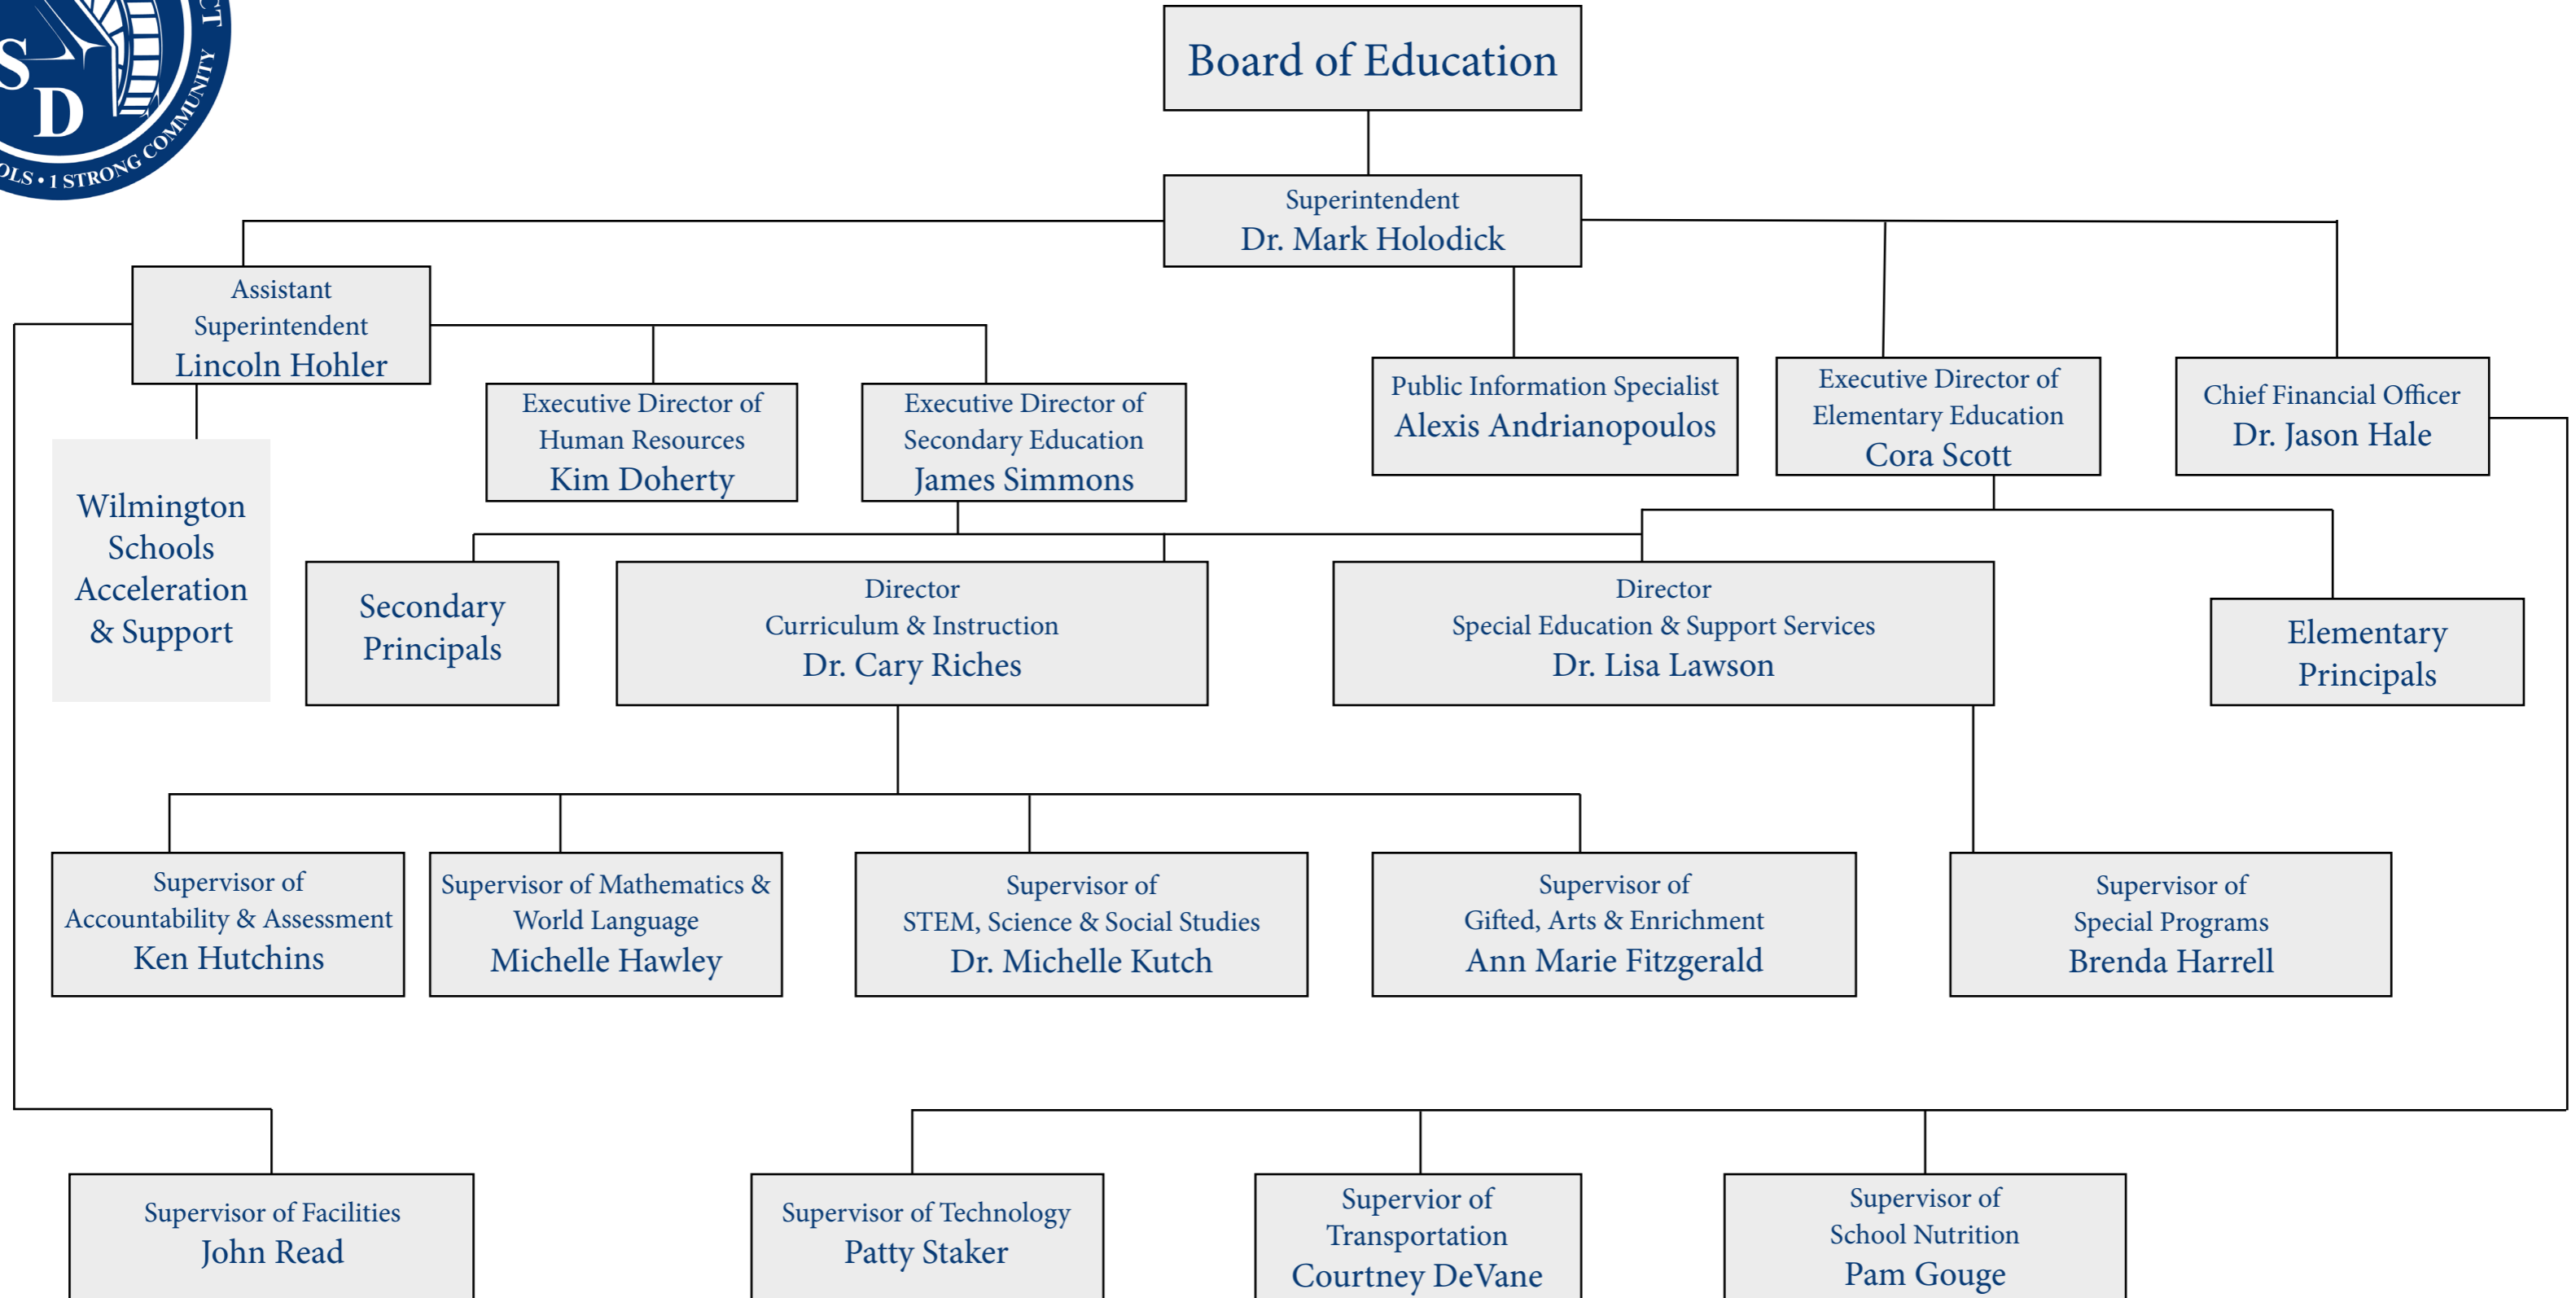 CT
S
D
OLS • 1 STRONG COMMUNITY
Board of Education
Superintendent
Dr. Mark Holodick
Assistant
Superintendent
Lincoln Hohler
Executive Director of
Human Resources
Kim Doherty
Executive Director of
Secondary Education
James Simmons
Public Information Specialist
Alexis Andrianopoulos
Executive Director of
Elementary Education
Cora Scott
Chief Financial Officer
Dr. Jason Hale
Wilmington
Schools
Acceleration
& Support
Secondary
Principals
Director
Curriculum & Instruction
Dr. Cary Riches
Director
Special Education & Support Services
Dr. Lisa Lawson
Elementary
Principals
Supervisor of
Accountability & Assessment
Ken Hutchins
Supervisor of Mathematics &
World Language
Michelle Hawley
Supervisor of
STEM, Science & Social Studies
Dr. Michelle Kutch
Supervisor of
Gifted, Arts & Enrichment
Ann Marie Fitzgerald
Supervisor of
Special Programs
Brenda Harrell
Supervisor of Facilities
John Read
Supervisor of Technology
Patty Staker
Supervior of
Transportation
Courtney DeVane
Supervisor of
School Nutrition
Pam Gouge